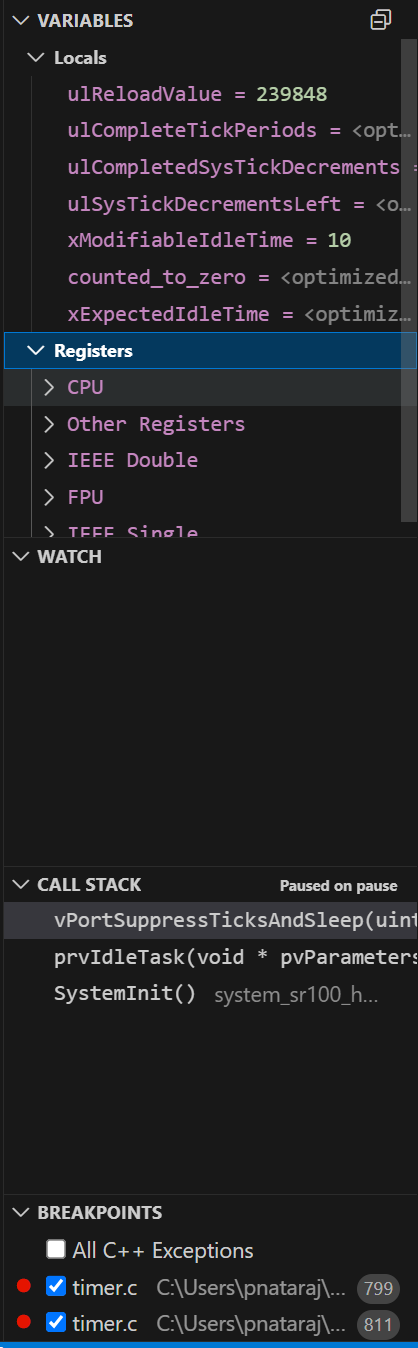 VARIABLES
Locals
ulReloadValue = 239848
ulCompleteTickPeriods = <opt...
ulCompletedSysTickDecrements =
ulSysTickDecrementsLeft = <o...
xModifiableIdleTime = 10
counted_to_zero = <optimized...
xExpectedIdleTime = <optimiz...
Registers
CPU
Other Registers
IEEE Double
FPU
IEEE Single
WATCH
CALL STACK Paused on pause
vPortSuppressTicksAndSleep(uint
prvIdleTask(void * pvParameters
SystemInit() system_sr100_h...
BREAKPOINTS
All C++ Exceptions
timer.c C:\Users\pnataraj\... 799
timer.c C:\Users\pnataraj\... 811